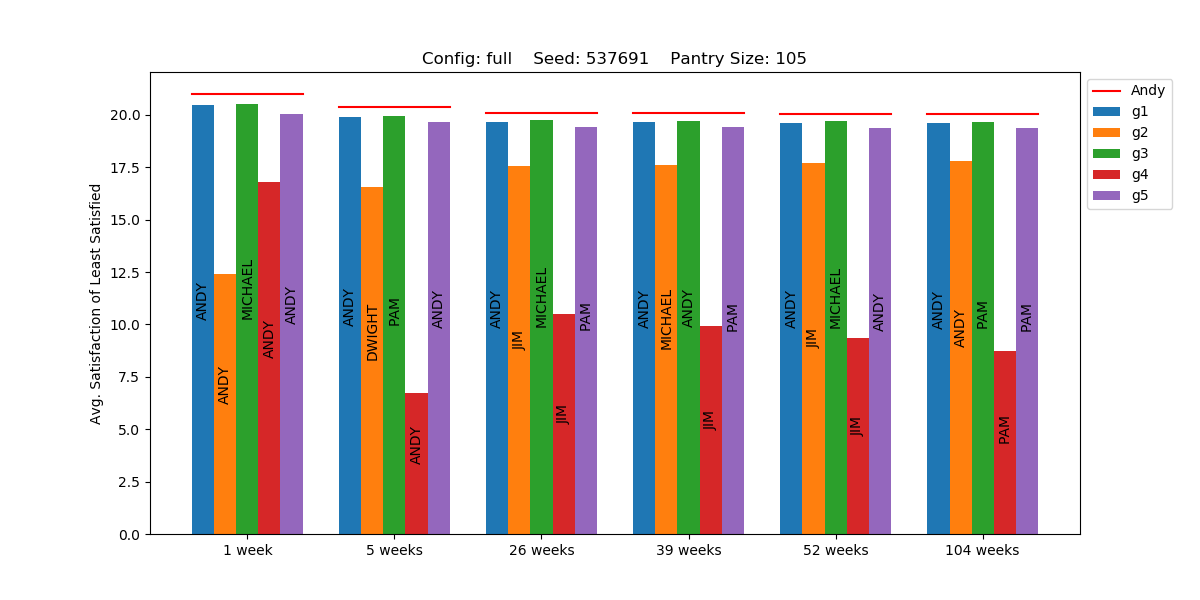 Config: full    Seed: 537691    Pantry Size: 105
Avg. Satisfaction of Least Satisfied
20.0
17.5
15.0
12.5
10.0
7.5
5.0
2.5
0.0
ANDY
ANDY
MICHAEL
ANDY
ANDY
ANDY
DWIGHT
PAM
ANDY
ANDY
ANDY
JIM
MICHAEL
JIM
PAM
ANDY
MICHAEL
ANDY
JIM
PAM
ANDY
JIM
MICHAEL
JIM
ANDY
ANDY
ANDY
PAM
PAM
PAM
1 week
5 weeks
26 weeks
39 weeks
52 weeks
104 weeks
Andy
g1
g2
g3
g4
g5